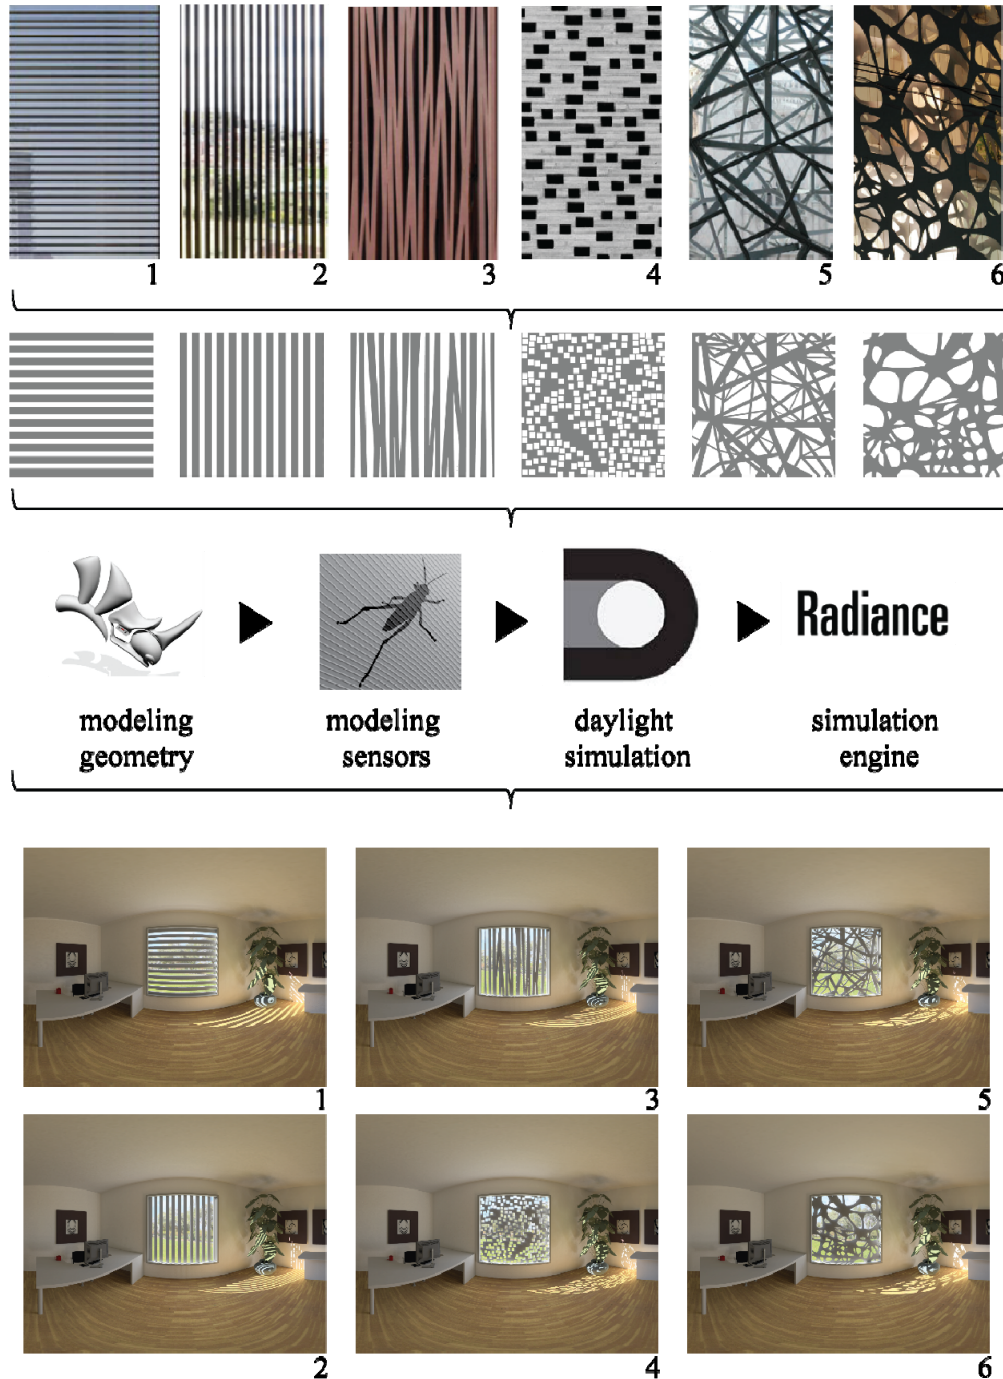 1
2
3
4
5
6
Radiance
modeling
geometry
modeling
sensors
daylight
simulation
simulation
engine
1
3
5
2
4
6